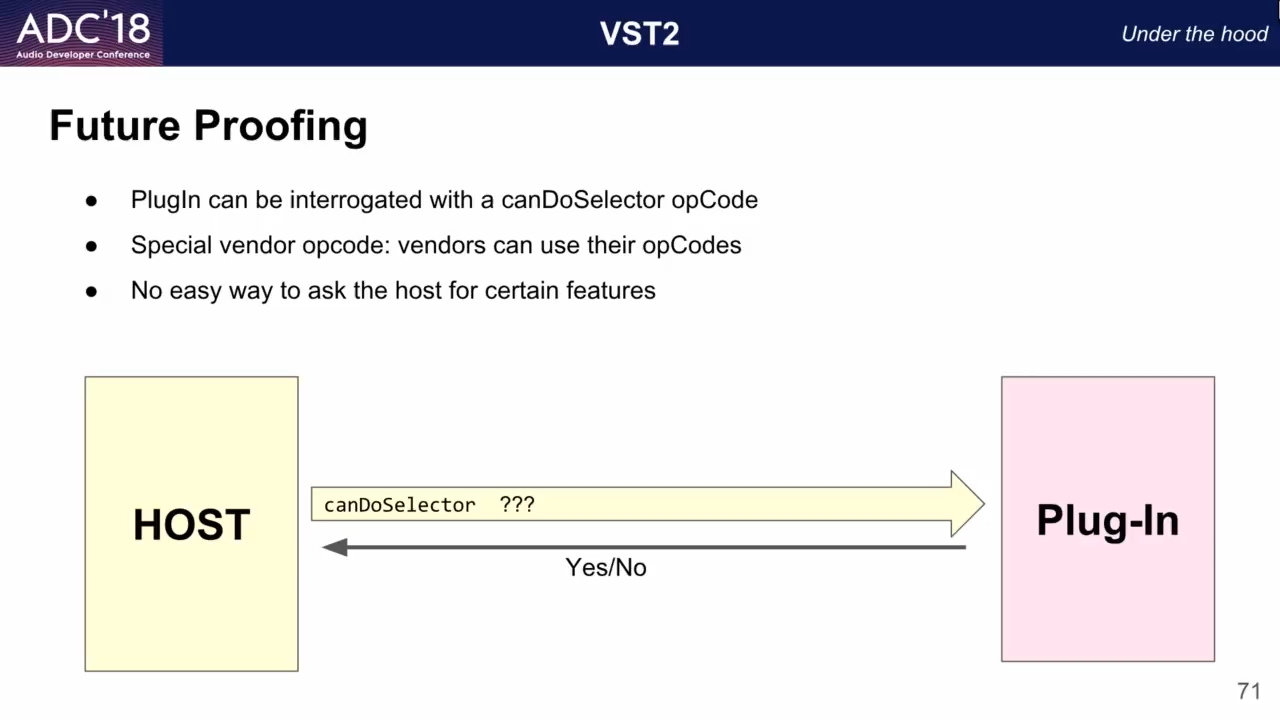 ADC'18
Audio Developer Conference
VST2
Under the hood
Future Proofing
● PlugIn can be interrogated with a canDoSelector opCode
● Special vendor opcode: vendors can use their opCodes
● No easy way to ask the host for certain features
HOST
canDoSelector ???
Yes/No
Plug-In
71